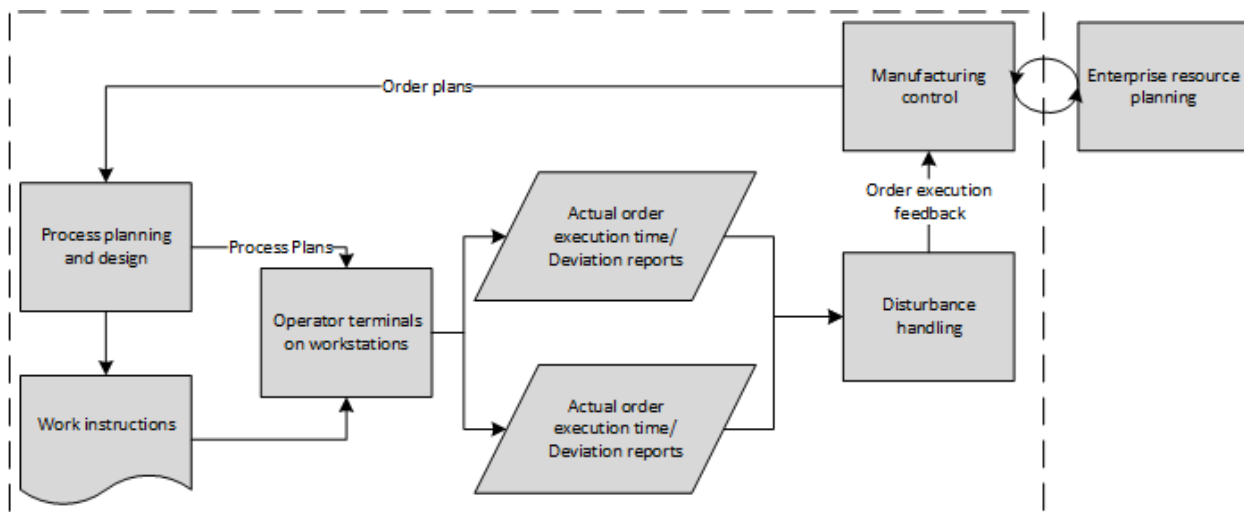 Manufacturing
control
Enterprise resource
planning
Order plans
Order execution
feedback
Process planning
and design
Process Plans
Actual order
execution time/
Deviation reports
Operator terminals
on workstations
Disturbance
handling
Work instructions
Actual order
execution time/
Deviation reports